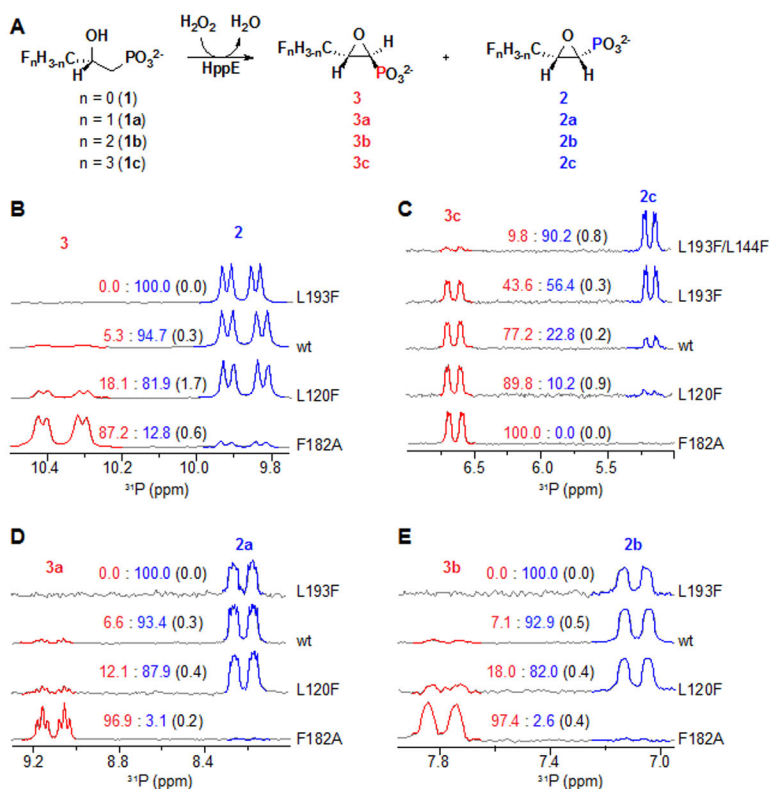 A
OH
FnH3-nC
H
PO3²⁻
H2O2 H2O
HppE
FnH3-nC
O
H
H
PO3²⁻
+
FnH3-nC
O
PO3²⁻
H
H
n = 0 (1) 3 2
n = 1 (1a) 3a 2a
n = 2 (1b) 3b 2b
n = 3 (1c) 3c 2c
B
3 2
0.0 : 100.0 (0.0) L193F
5.3 : 94.7 (0.3) wt
18.1 : 81.9 (1.7) L120F
87.2 : 12.8 (0.6) F182A
10.4 10.2 10.0 9.8
³¹P (ppm)
C
3c 2c
9.8 : 90.2 (0.8) L193F/L144F
43.6 : 56.4 (0.3) L193F
77.2 : 22.8 (0.2) wt
89.8 : 10.2 (0.9) L120F
100.0 : 0.0 (0.0) F182A
6.5 6.0 5.5
³¹P (ppm)
D
3a 2a
0.0 : 100.0 (0.0) L193F
6.6 : 93.4 (0.3) wt
12.1 : 87.9 (0.4) L120F
96.9 : 3.1 (0.2) F182A
9.2 8.8 8.4
³¹P (ppm)
E
3b 2b
0.0 : 100.0 (0.0) L193F
7.1 : 92.9 (0.5) wt
18.0 : 82.0 (0.4) L120F
97.4 : 2.6 (0.4) F182A
7.8 7.4 7.0
³¹P (ppm)